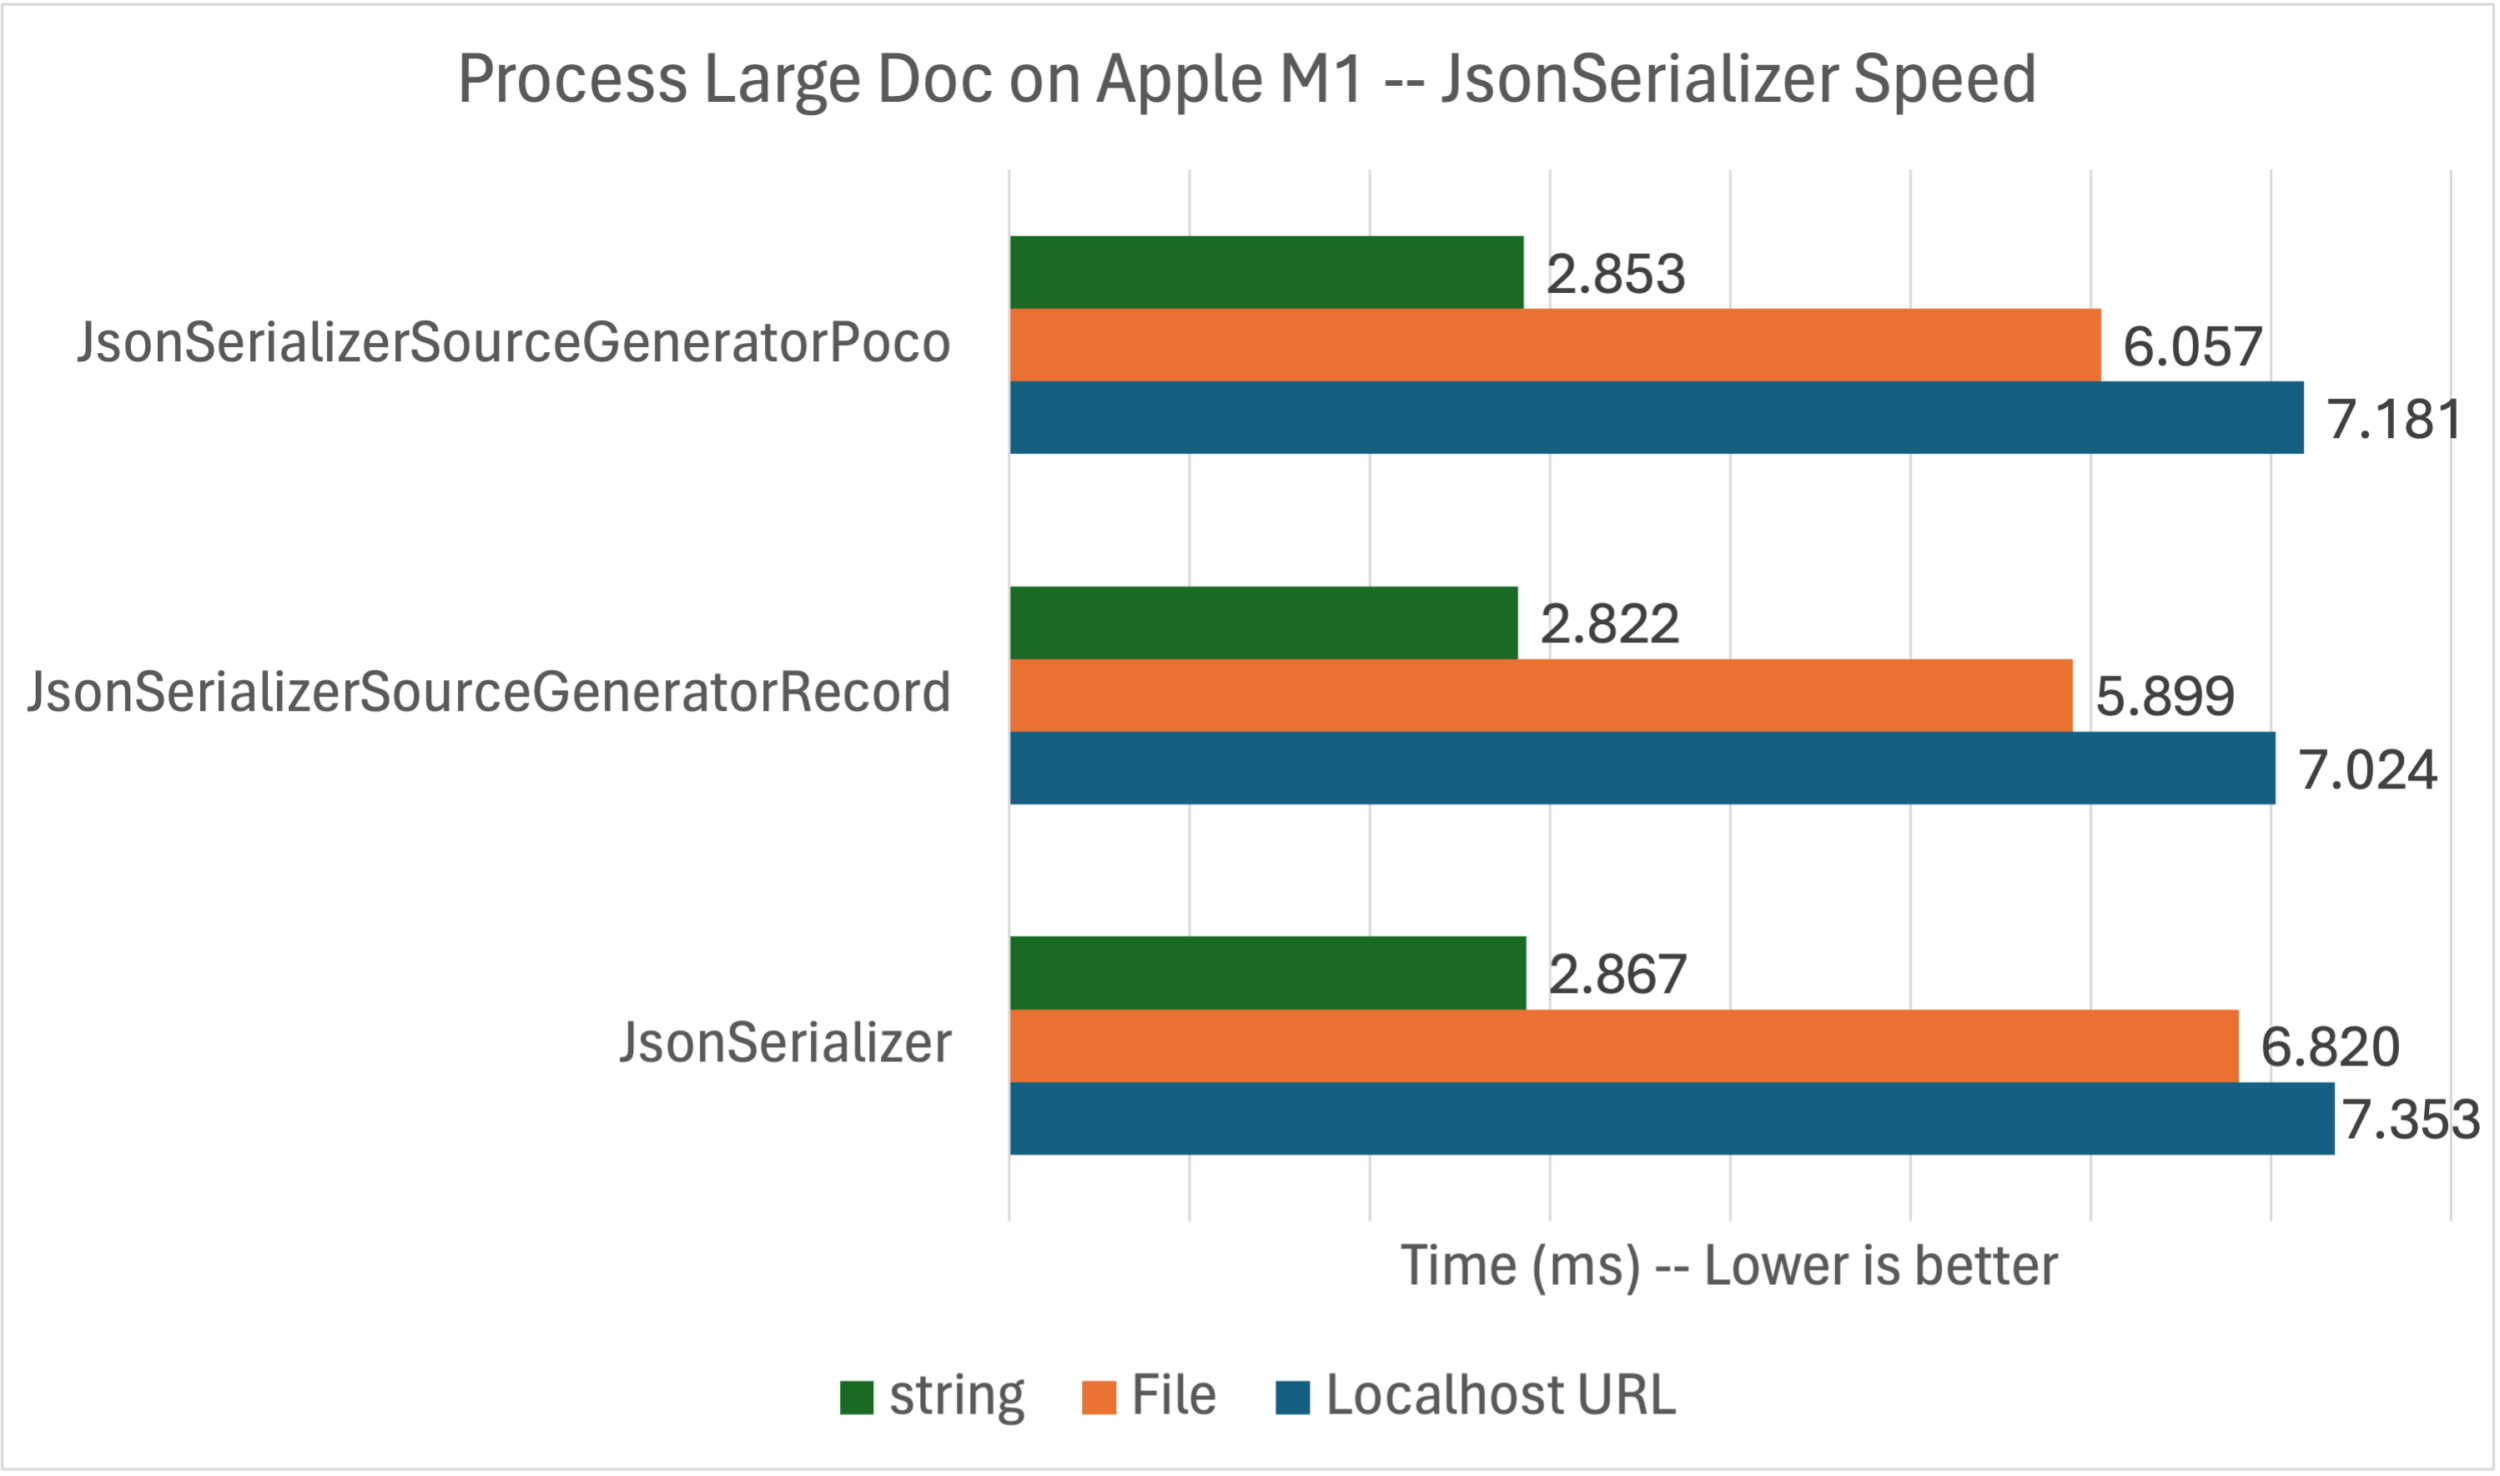 Process Large Doc on Apple M1 -- JsonSerializer Speed
JsonSerializerSourceGeneratorPoco
2.853
6.057
7.181
JsonSerializerSourceGeneratorRecord
2.822
5.899
7.024
JsonSerializer
2.867
6.820
7.353
Time (ms) -- Lower is better
string File Localhost URL